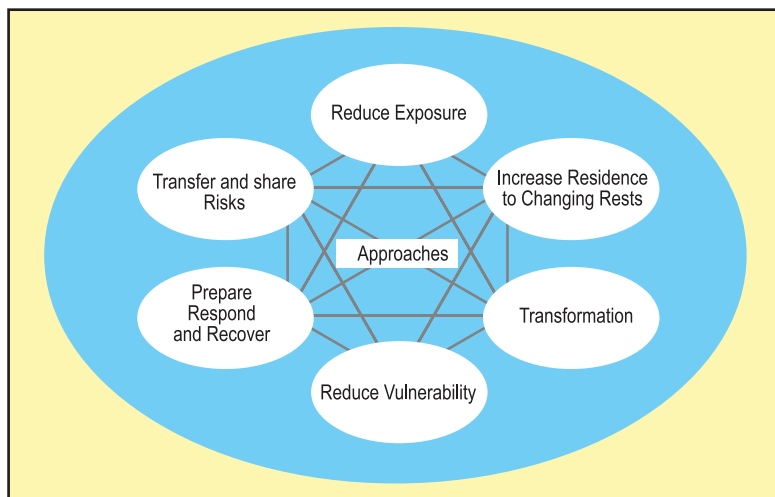 Reduce Exposure
Transfer and share
Risks
Increase Residence
to Changing Rests
Approaches
Prepare
Respond
and Recover
Transformation
Reduce Vulnerability